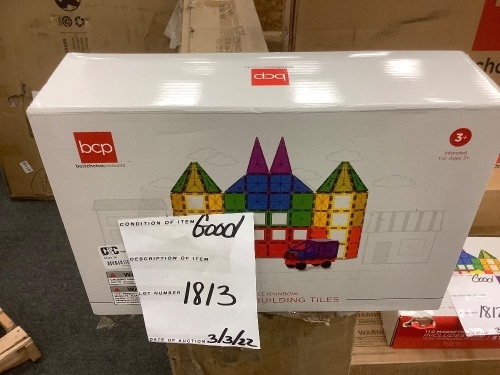 bcp
bcp
bestchoiceproducts
3+
Intended
For Ages 3+
CONDITION OF ITEM Good
DESCRIPTION OF ITEM
LOT NUMBER 1813
DATE OF AUCTION 3/3/22
RAINBOW
BUILDING TILES
Good